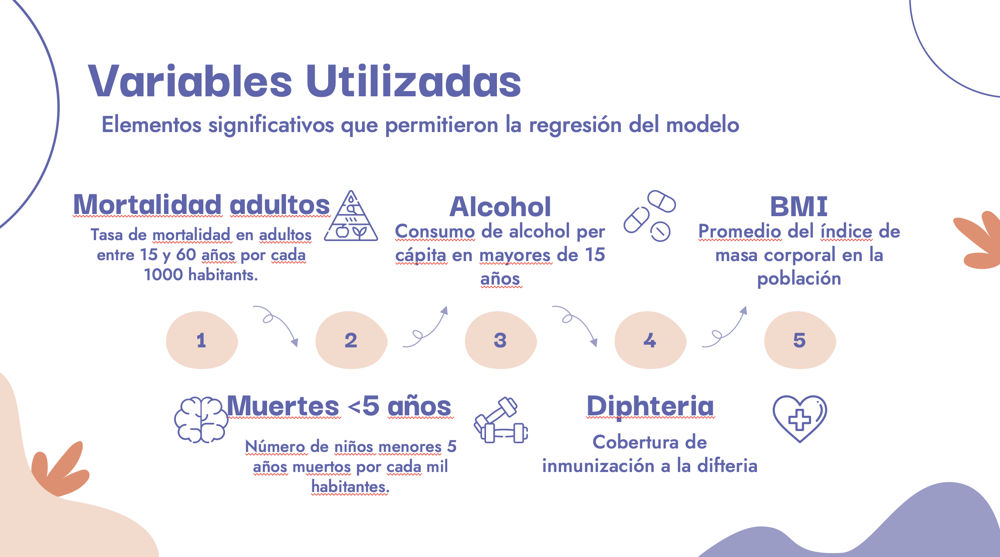 Variables Utilizadas
Elementos significativos que permitieron la regresión del modelo
Mortalidad adultos
Tasa de mortalidad en adultos
entre 15 y 60 años por cada
1000 habitants.
Alcohol
Consumo de alcohol per
cápita en mayores de 15
años
BMI
Promedio del índice de
masa corporal en la
población
1
2
3
4
5
Muertes <5 años
Número de niños menores 5
años muertos por cada mil
habitantes.
Diphteria
Cobertura de
inmunización a la difteria